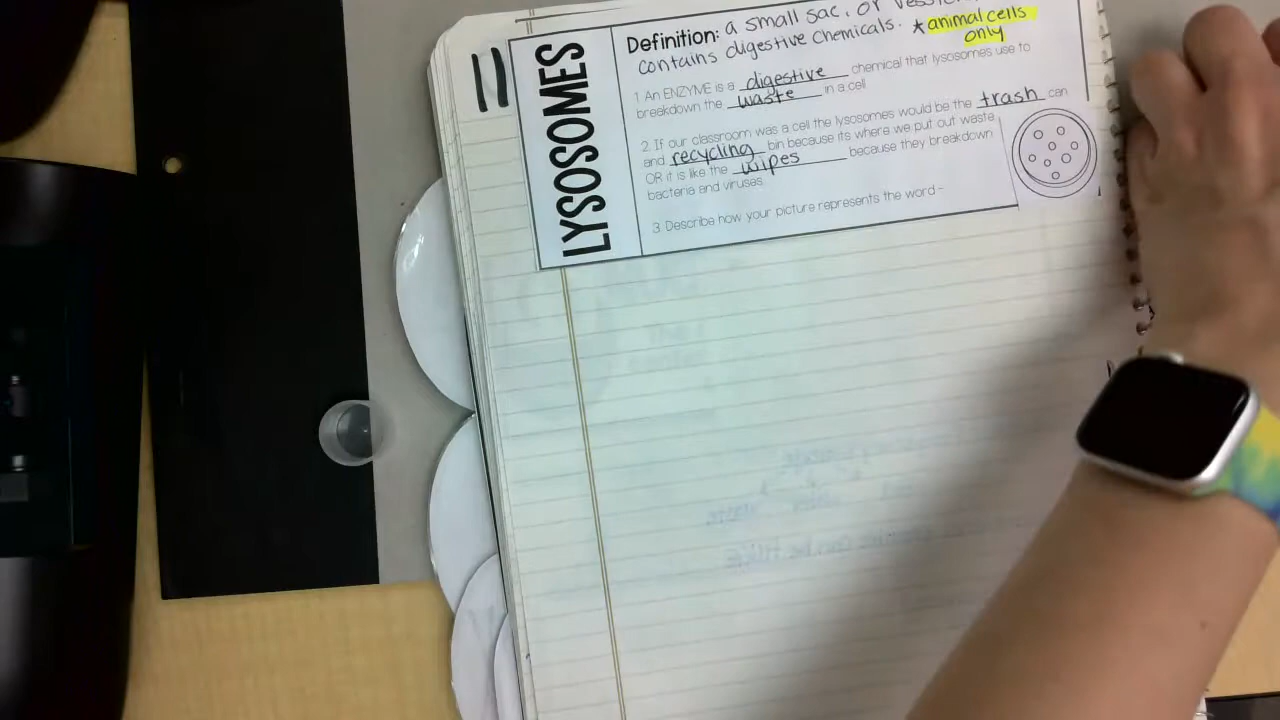 11
LYSOSOMES
Definition: a small sac, or
contains digestive chemicals. *animal cells
only
1. An ENZYME is a digestive chemical that lysosomes use to
breakdown the waste in a cell
2. If our classroom was a cell the lysosomes would be the trash can
and recycling bin because its where we put out waste
OR it is like the wipes because they breakdown
bacteria and viruses.
3. Describe how your picture represents the word -